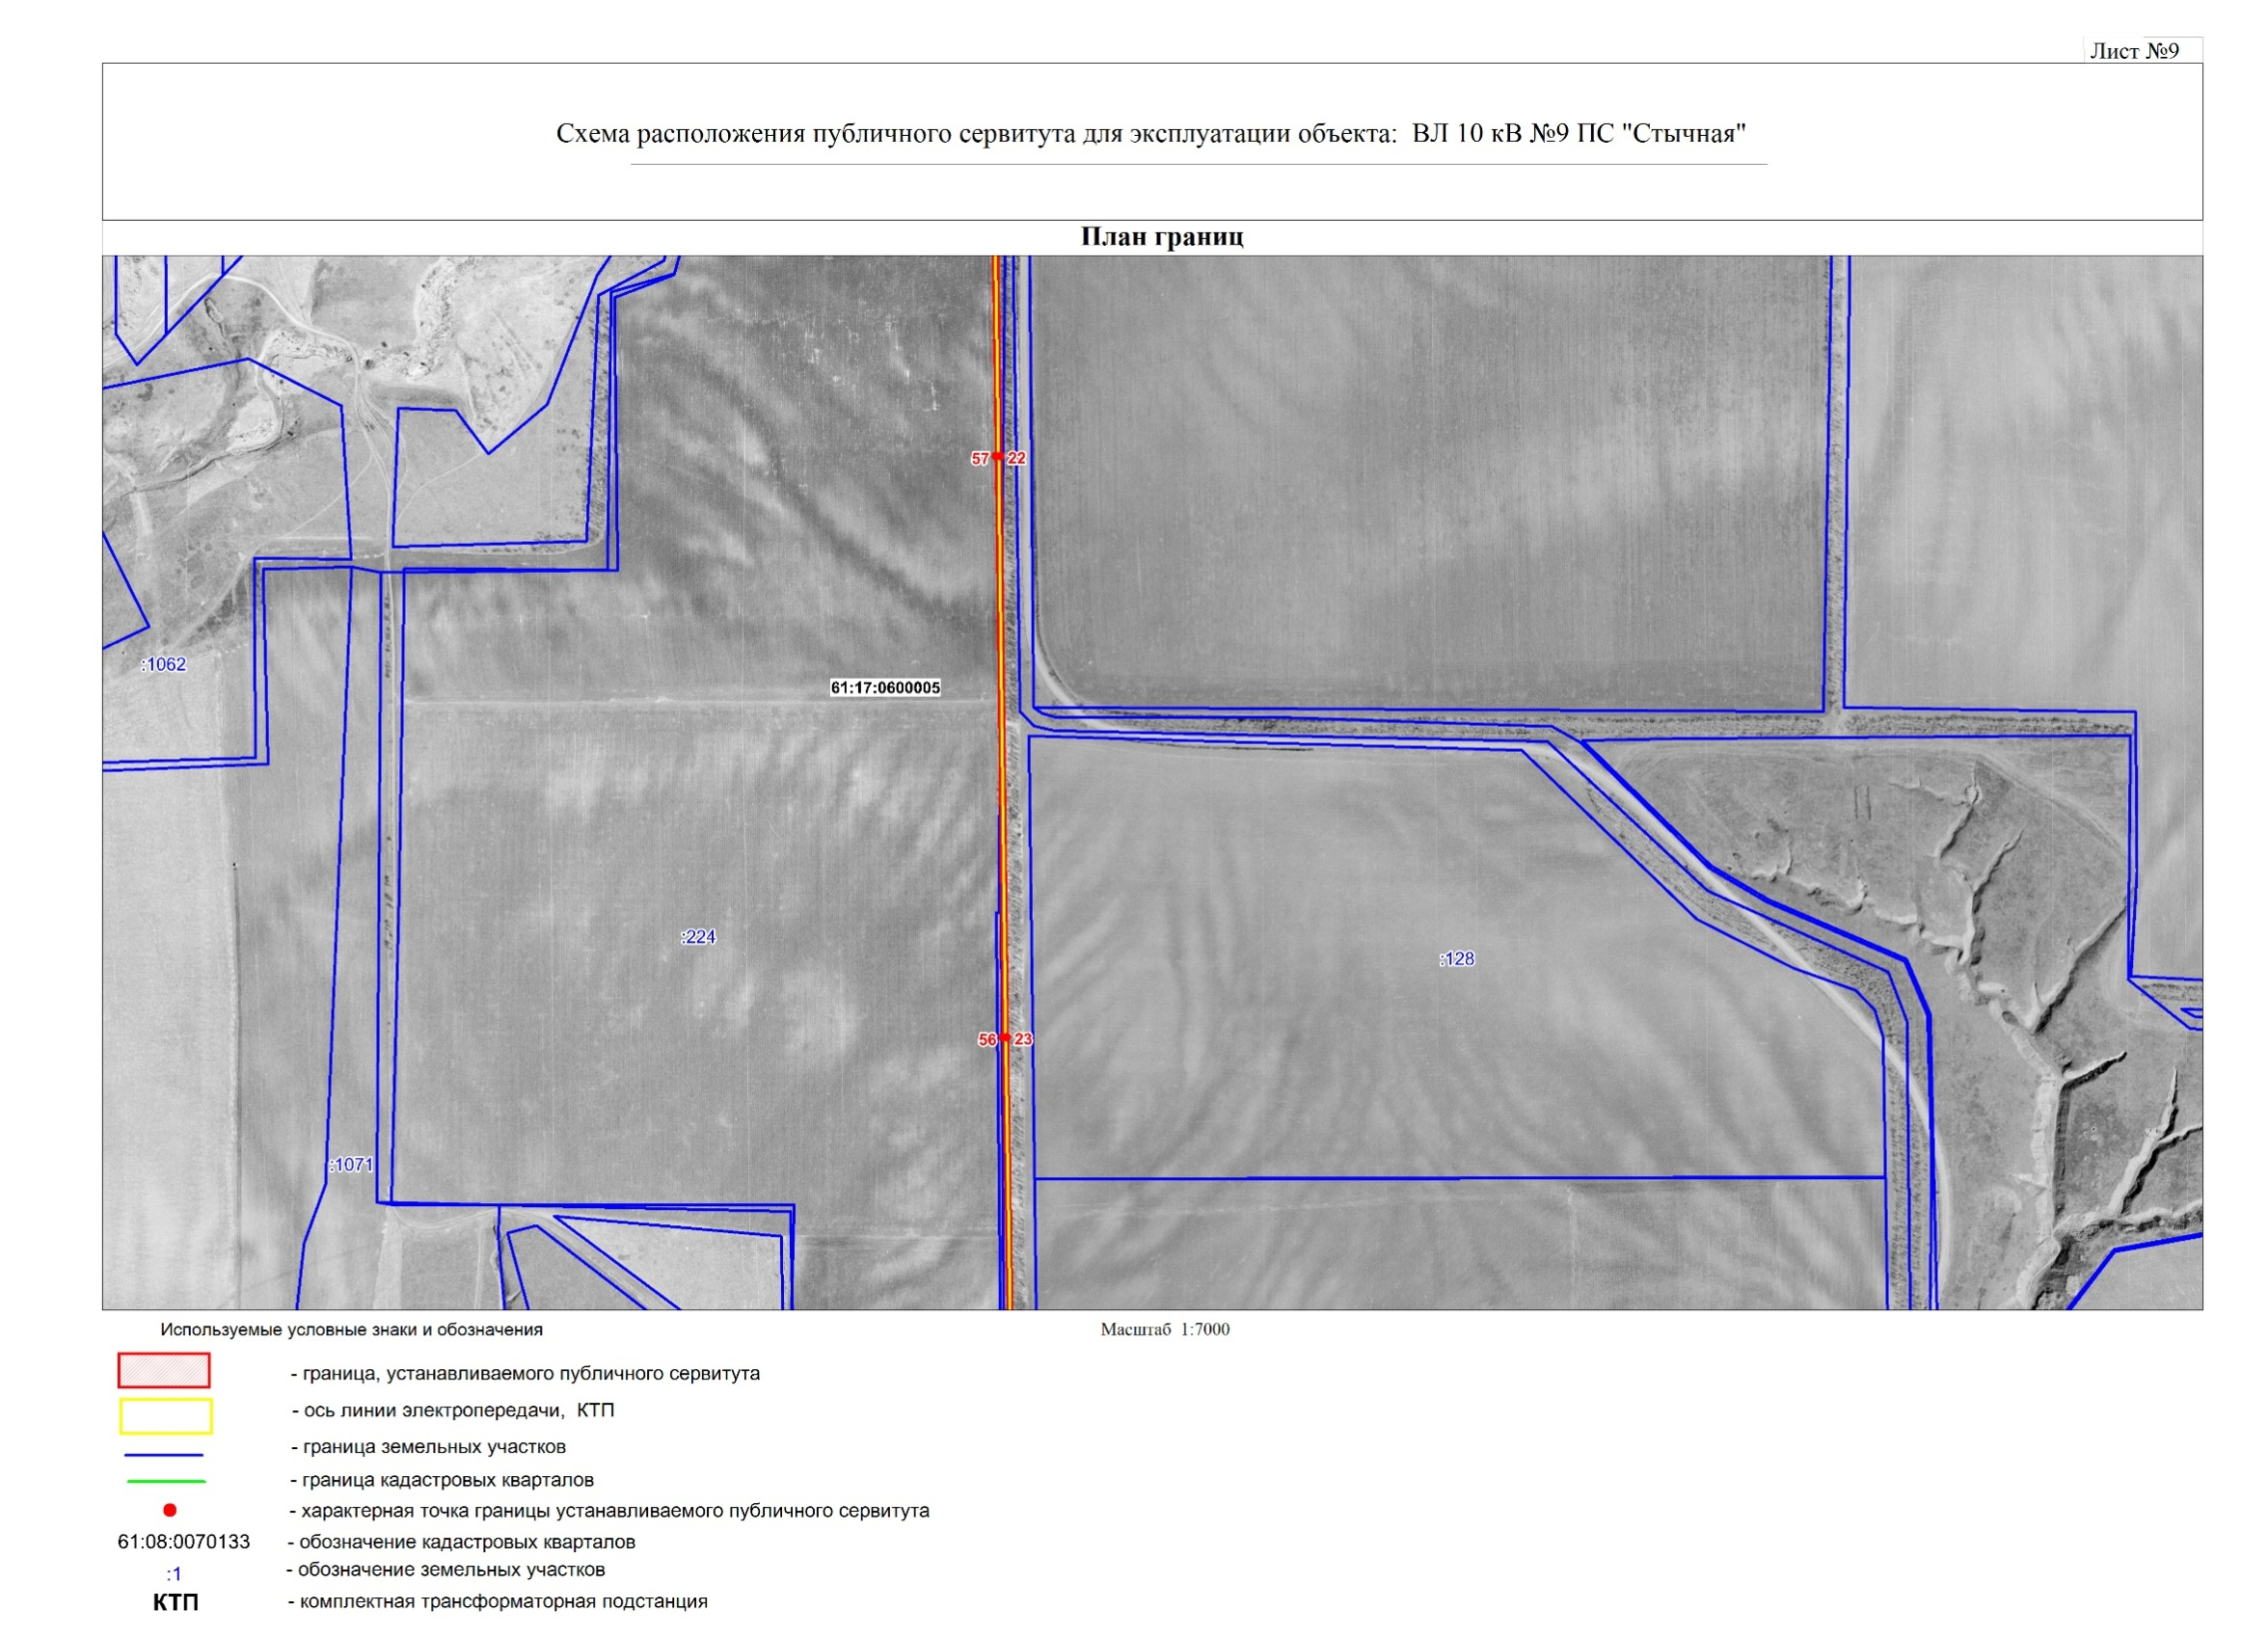 Лист №9
Схема расположения публичного сервитута для эксплуатации объекта: ВЛ 10 кВ №9 ПС "Стычная"
План границ
57 22
:1062
61:17:0600005
:224
:128
56 23
:1071
Используемые условные знаки и обозначения
Масштаб 1:7000
- граница, устанавливаемого публичного сервитута
- ось линии электропередачи, КТП
- граница земельных участков
- граница кадастровых кварталов
- характерная точка границы устанавливаемого публичного сервитута
61:08:0070133 - обозначение кадастровых кварталов
:1 - обозначение земельных участков
КТП - комплектная трансформаторная подстанция